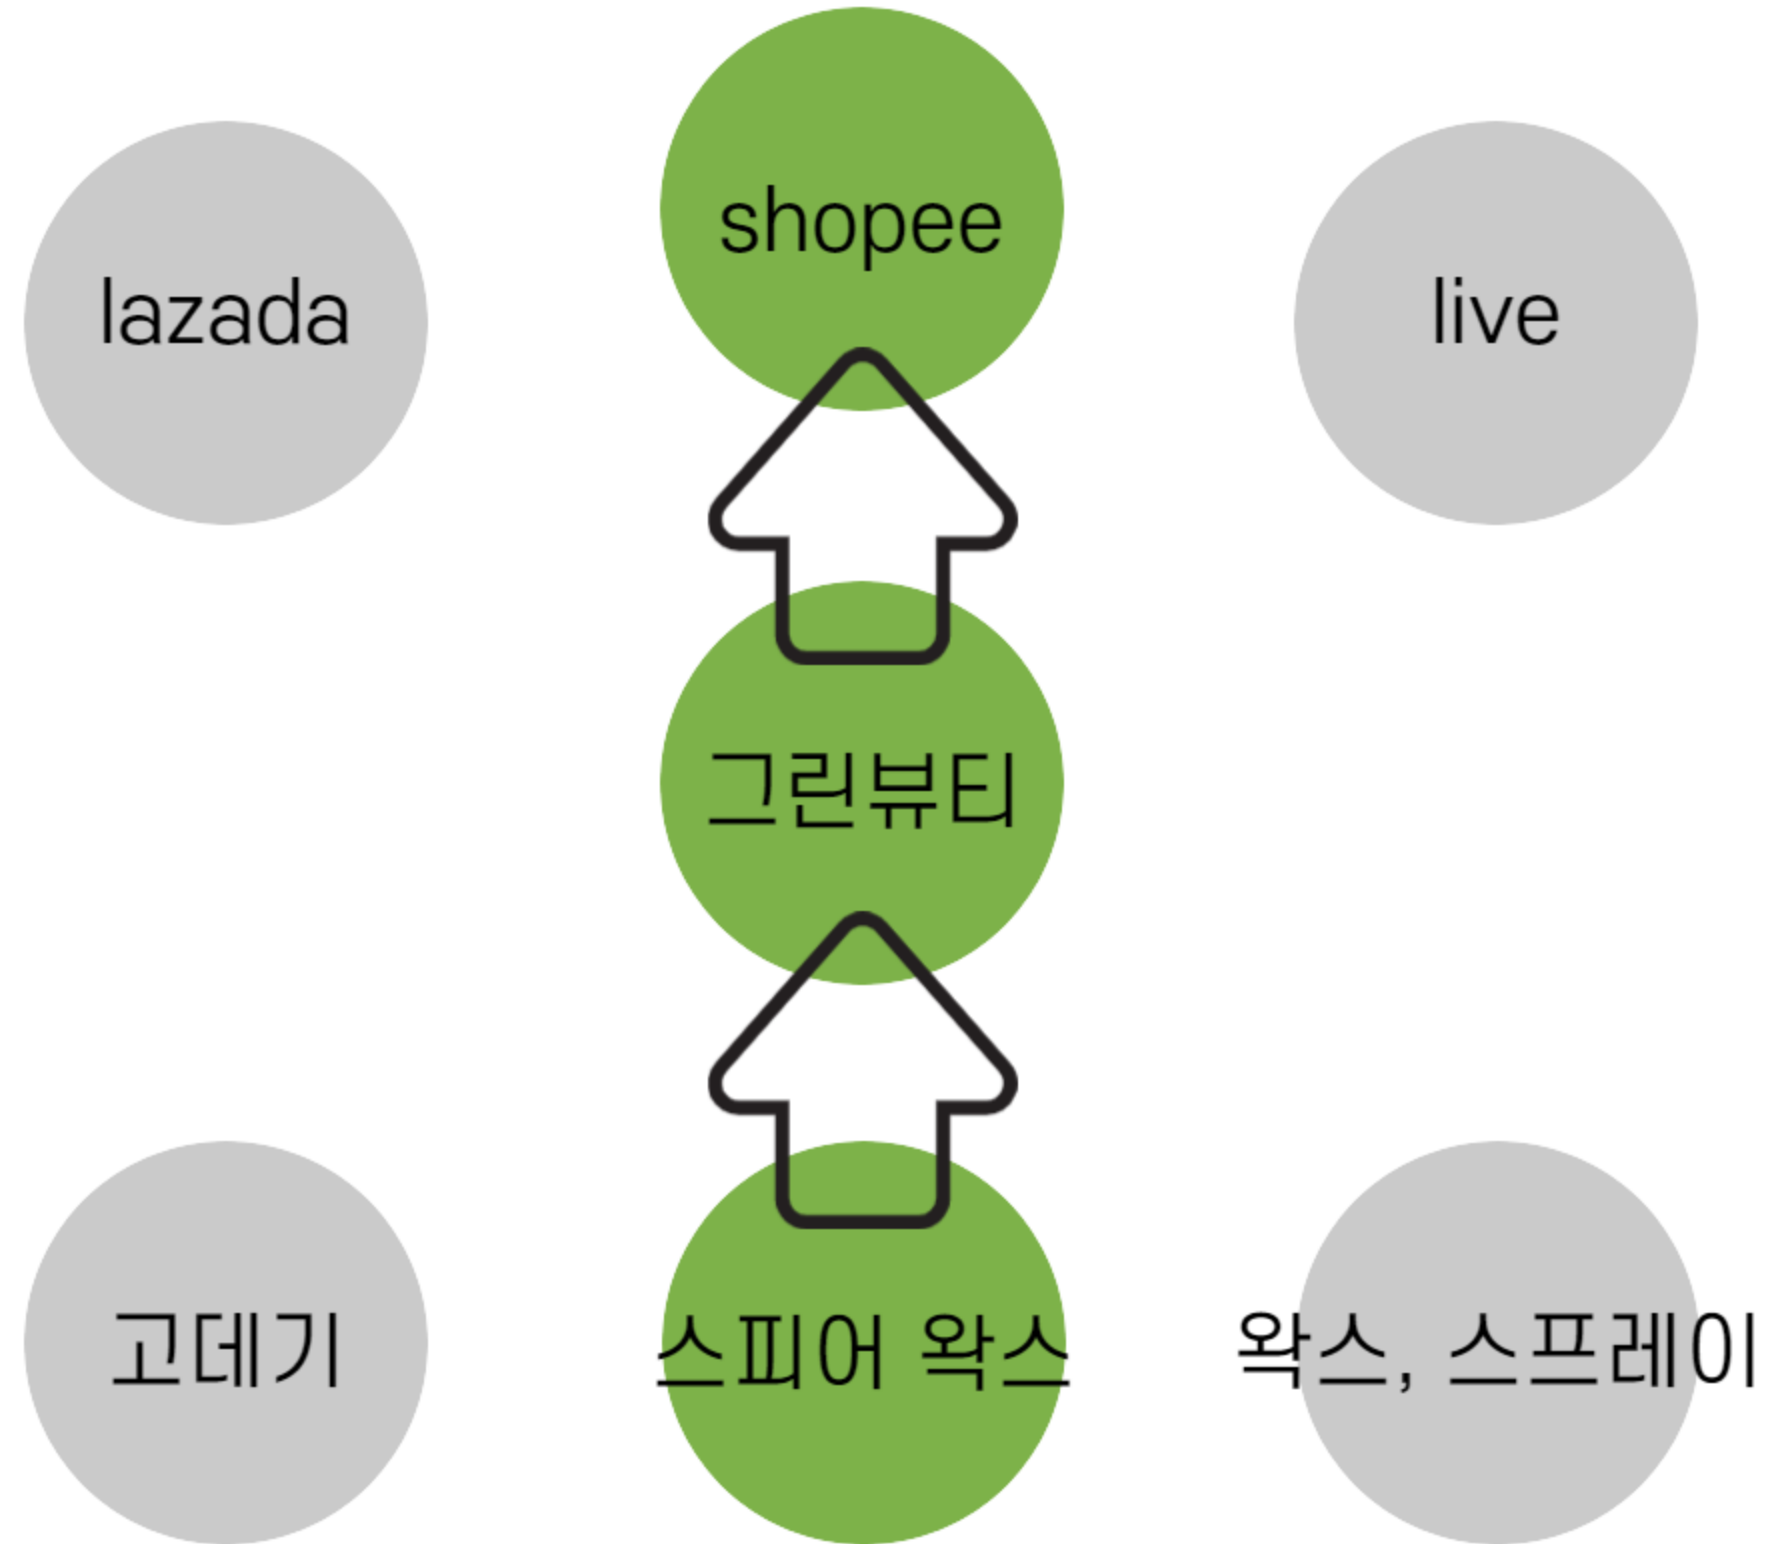 shopee
lazada
live
그린뷰티
고데기
스피어 왁스
왁스, 스프레이